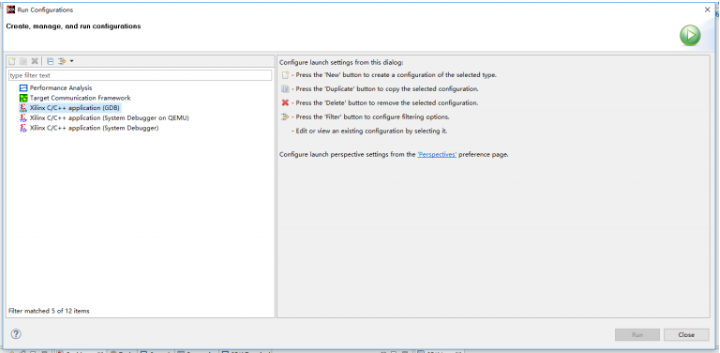 Run Configurations
Create, manage, and run configurations
type filter text
Performance Analysis
Target Communication Framework
Xilinx C/C++ application (GDB)
Xilinx C/C++ application (System Debugger on QEMU)
Xilinx C/C++ application (System Debugger)
Filter matched 5 of 12 items
Configure launch settings from this dialog:
- Press the 'New' button to create a configuration of the selected type.
- Press the 'Duplicate' button to copy the selected configuration.
- Press the 'Delete' button to remove the selected configuration.
- Press the 'Filter' button to configure filtering options.
- Edit or view an existing configuration by selecting it.
Configure launch perspective settings from the 'Perspectives' preference page.
Run
Close